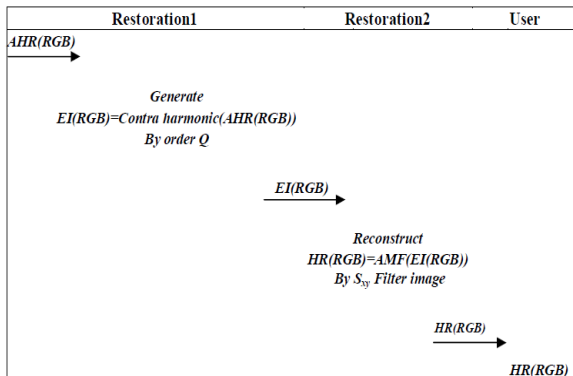 Restoration1 Restoration2 User
AHR(RGB)
Generate
EI(RGB)=Contra harmonic(AHR(RGB))
By order Q
EI(RGB)
Reconstruct
HR(RGB)=AMF(EI(RGB))
By Sxy Filter image
HR(RGB)
HR(RGB)